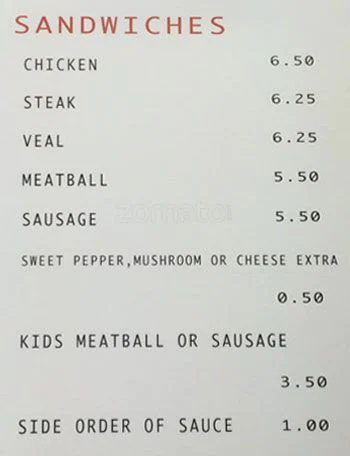 SANDWICHES
CHICKEN 6.50
STEAK 6.25
VEAL 6.25
MEATBALL 5.50
SAUSAGE 5.50
zomato
SWEET PEPPER,MUSHROOM OR CHEESE EXTRA
0.50
KIDS MEATBALL OR SAUSAGE
3.50
SIDE ORDER OF SAUCE 1.00